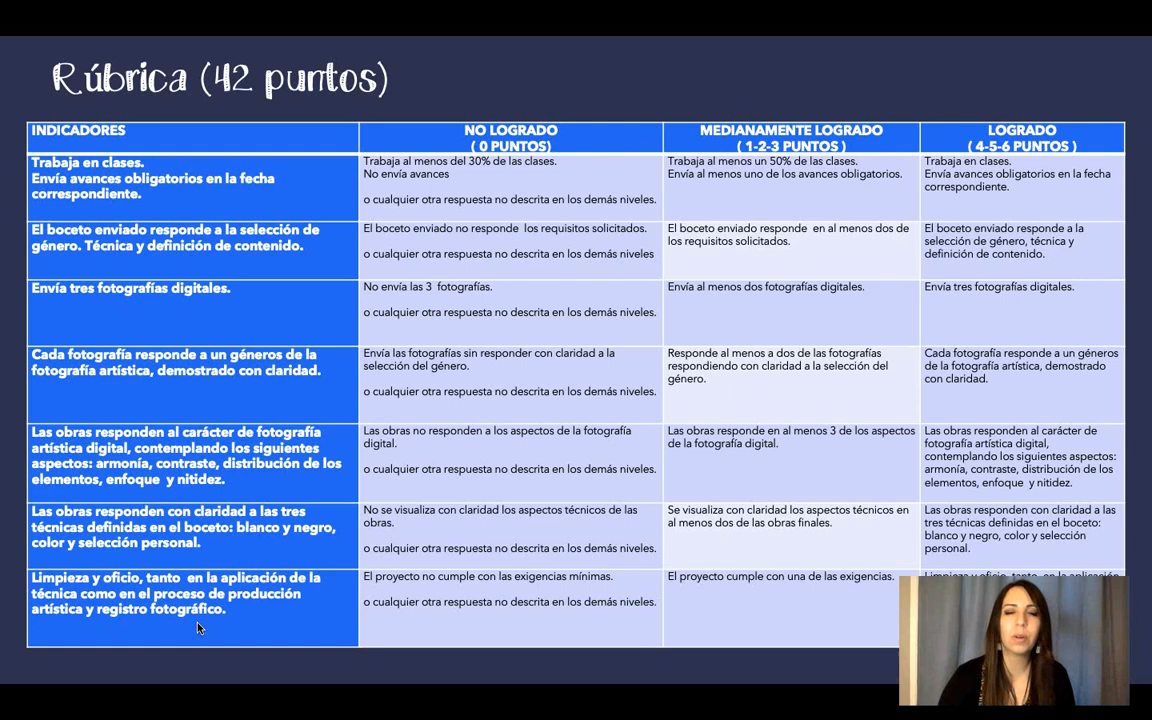 Rúbrica (42 puntos)
INDICADORES
NO LOGRADO
( 0 PUNTOS)
MEDIANAMENTE LOGRADO
( 1-2-3 PUNTOS )
LOGRADO
( 4-5-6 PUNTOS )
Trabaja en clases.
Envía avances obligatorios en la fecha
correspondiente.
Trabaja al menos del 30% de las clases.
No envía avances
o cualquier otra respuesta no descrita en los demás niveles.
Trabaja al menos un 50% de las clases.
Envía al menos uno de los avances obligatorios.
Trabaja en clases.
Envía avances obligatorios en la fecha
correspondiente.
El boceto enviado responde a la selección de
género. Técnica y definición de contenido.
El boceto enviado no responde los requisitos solicitados.
o cualquier otra respuesta no descrita en los demás niveles
El boceto enviado responde en al menos dos de
los requisitos solicitados.
El boceto enviado responde a la
selección de género, técnica y
definición de contenido.
Envía tres fotografías digitales.
No envía las 3 fotografías.
o cualquier otra respuesta no descrita en los demás niveles.
Envía al menos dos fotografías digitales.
Envía tres fotografías digitales.
Cada fotografía responde a un géneros de la
fotografía artística, demostrado con claridad.
Envía las fotografías sin responder con claridad a la
selección del género.
o cualquier otra respuesta no descrita en los demás niveles.
Responde al menos a dos de las fotografías
respondiendo con claridad a la selección del
género.
Cada fotografía responde a un géneros
de la fotografía artística, demostrado
con claridad.
Las obras responden al carácter de fotografía
artística digital, contemplando los siguientes
aspectos: armonía, contraste, distribución de los
elementos, enfoque y nitidez.
Las obras no responden a los aspectos de la fotografía
digital.
o cualquier otra respuesta no descrita en los demás niveles.
Las obras responde en al menos 3 de los aspectos
de la fotografía digital.
Las obras responden al carácter de
fotografía artística digital,
contemplando los siguientes aspectos:
armonía, contraste, distribución de los
elementos, enfoque y nitidez.
Las obras responden con claridad a las tres
técnicas definidas en el boceto: blanco y negro,
color y selección personal.
No se visualiza con claridad los aspectos técnicos de las
obras.
o cualquier otra respuesta no descrita en los demás niveles.
Se visualiza con claridad los aspectos técnicos en
al menos dos de las obras finales.
Las obras responden con claridad a las
tres técnicas definidas en el boceto:
blanco y negro, color y selección
personal.
Limpieza y oficio, tanto en la aplicación de la
técnica como en el proceso de producción
artística y registro fotográfico.
El proyecto no cumple con las exigencias mínimas.
o cualquier otra respuesta no descrita en los demás niveles.
El proyecto cumple con una de las exigencias.